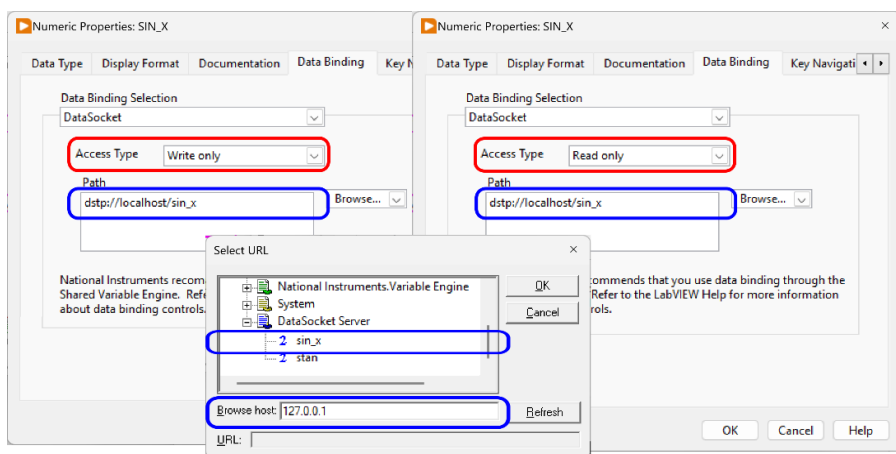 Numeric Properties: SIN_X
Data Type Display Format Documentation Data Binding Key N
Data Binding Selection
DataSocket
Access Type Write only
Path
dstp://localhost/sin_x Browse...
National Instruments recom
Shared Variable Engine. Refe
about data binding controls.
Numeric Properties: SIN_X ×
Data Type Display Format Documentation Data Binding Key Navigati
Data Binding Selection
DataSocket
Access Type Read only
Path
dstp://localhost/sin_x Browse...
ommends that you use data binding through the
Refer to the LabVIEW Help for more information
rols.
OK Cancel Help
Select URL ×
National Instruments.Variable Engine
System
DataSocket Server
sin_x
stan
OK
Cancel
Browse host: 127.0.0.1 Refresh
URL: